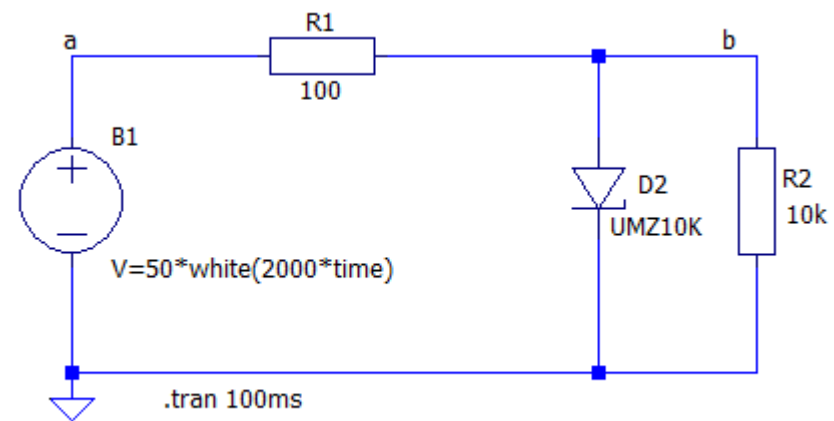 R1
a
b
100
B1
D2
R2
UMZ10K
10k
V=50*white(2000*time)
.tran 100ms